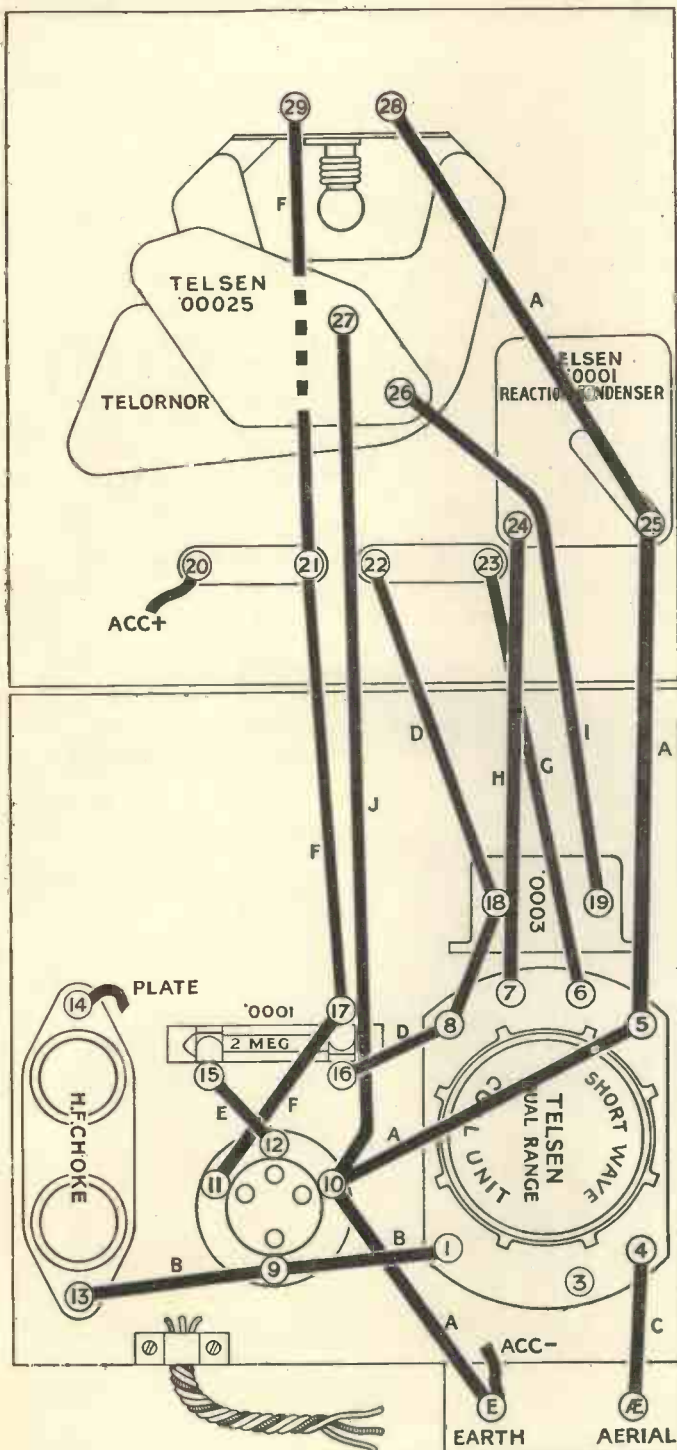 29
28
F
TELSEN
'00025
27
A
ELSEN
'0001
REACTION CONDENSER
TELORNOR
26
24
25
20
21
22
23
ACC+
D
I
A
H
G
J
F
18
.0003
19
14
PLATE
7
6
.0001
17
8
5
2 MEG
D
15
16
H.F. CHOKE
E
F
A
SHORT WAVE
TELSEN
DUAL RANGE
COIL UNIT
12
11
10
B
1
4
B
9
3
13
A
C
ACC-
E
Æ
EARTH
AERIAL